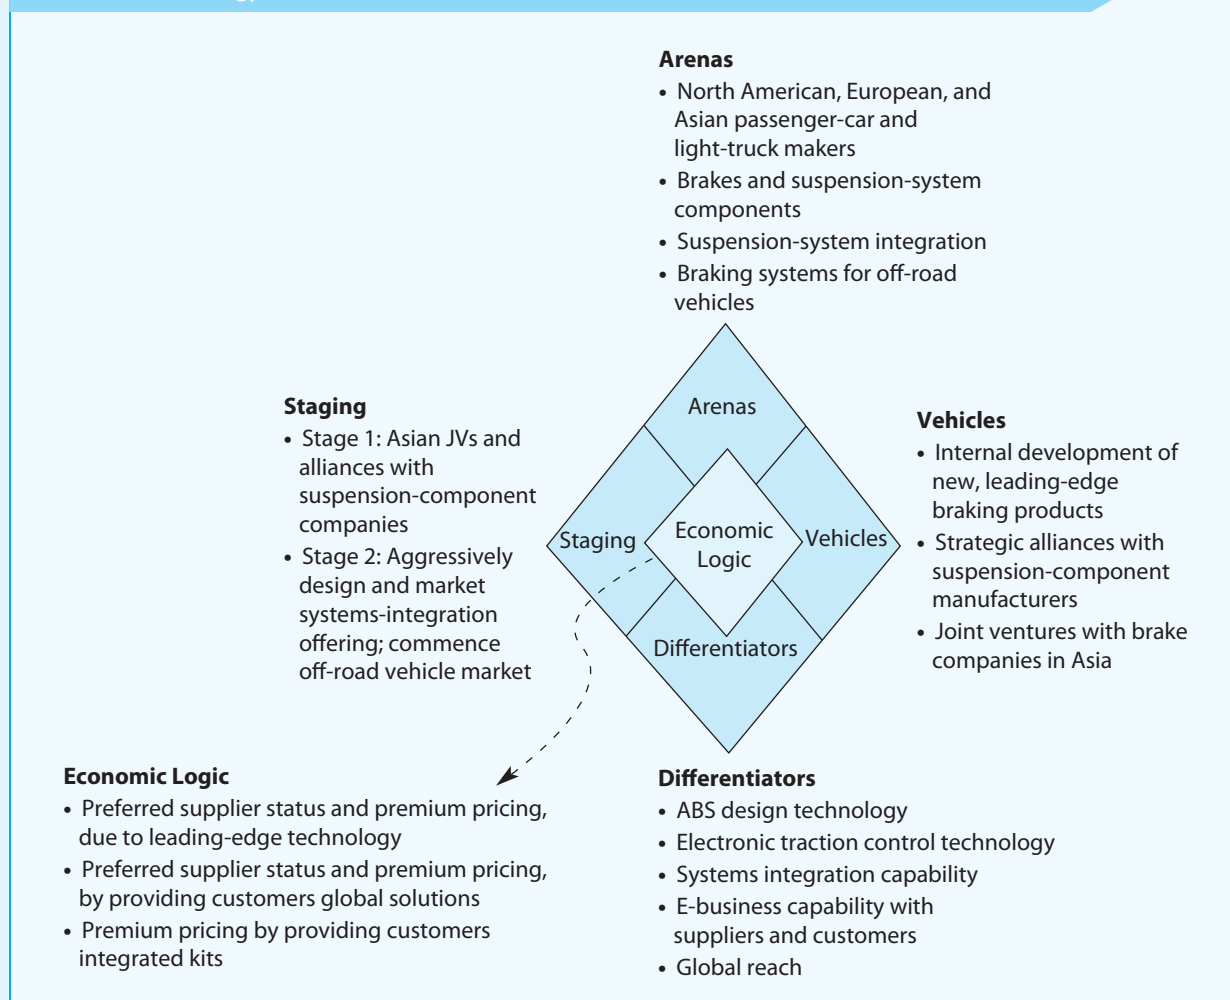 Arenas
• North American, European, and
Asian passenger-car and
light-truck makers
• Brakes and suspension-system
components
• Suspension-system integration
• Braking systems for off-road
vehicles
Staging
• Stage 1: Asian JVs and
alliances with
suspension-component
companies
• Stage 2: Aggressively
design and market
systems-integration
offering; commence
off-road vehicle market
Arenas
Staging
Economic
Logic
Vehicles
Differentiators
Vehicles
• Internal development of
new, leading-edge
braking products
• Strategic alliances with
suspension-component
manufacturers
• Joint ventures with brake
companies in Asia
Economic Logic
• Preferred supplier status and premium pricing,
due to leading-edge technology
• Preferred supplier status and premium pricing,
by providing customers global solutions
• Premium pricing by providing customers
integrated kits
Differentiators
• ABS design technology
• Electronic traction control technology
• Systems integration capability
• E-business capability with
suppliers and customers
• Global reach